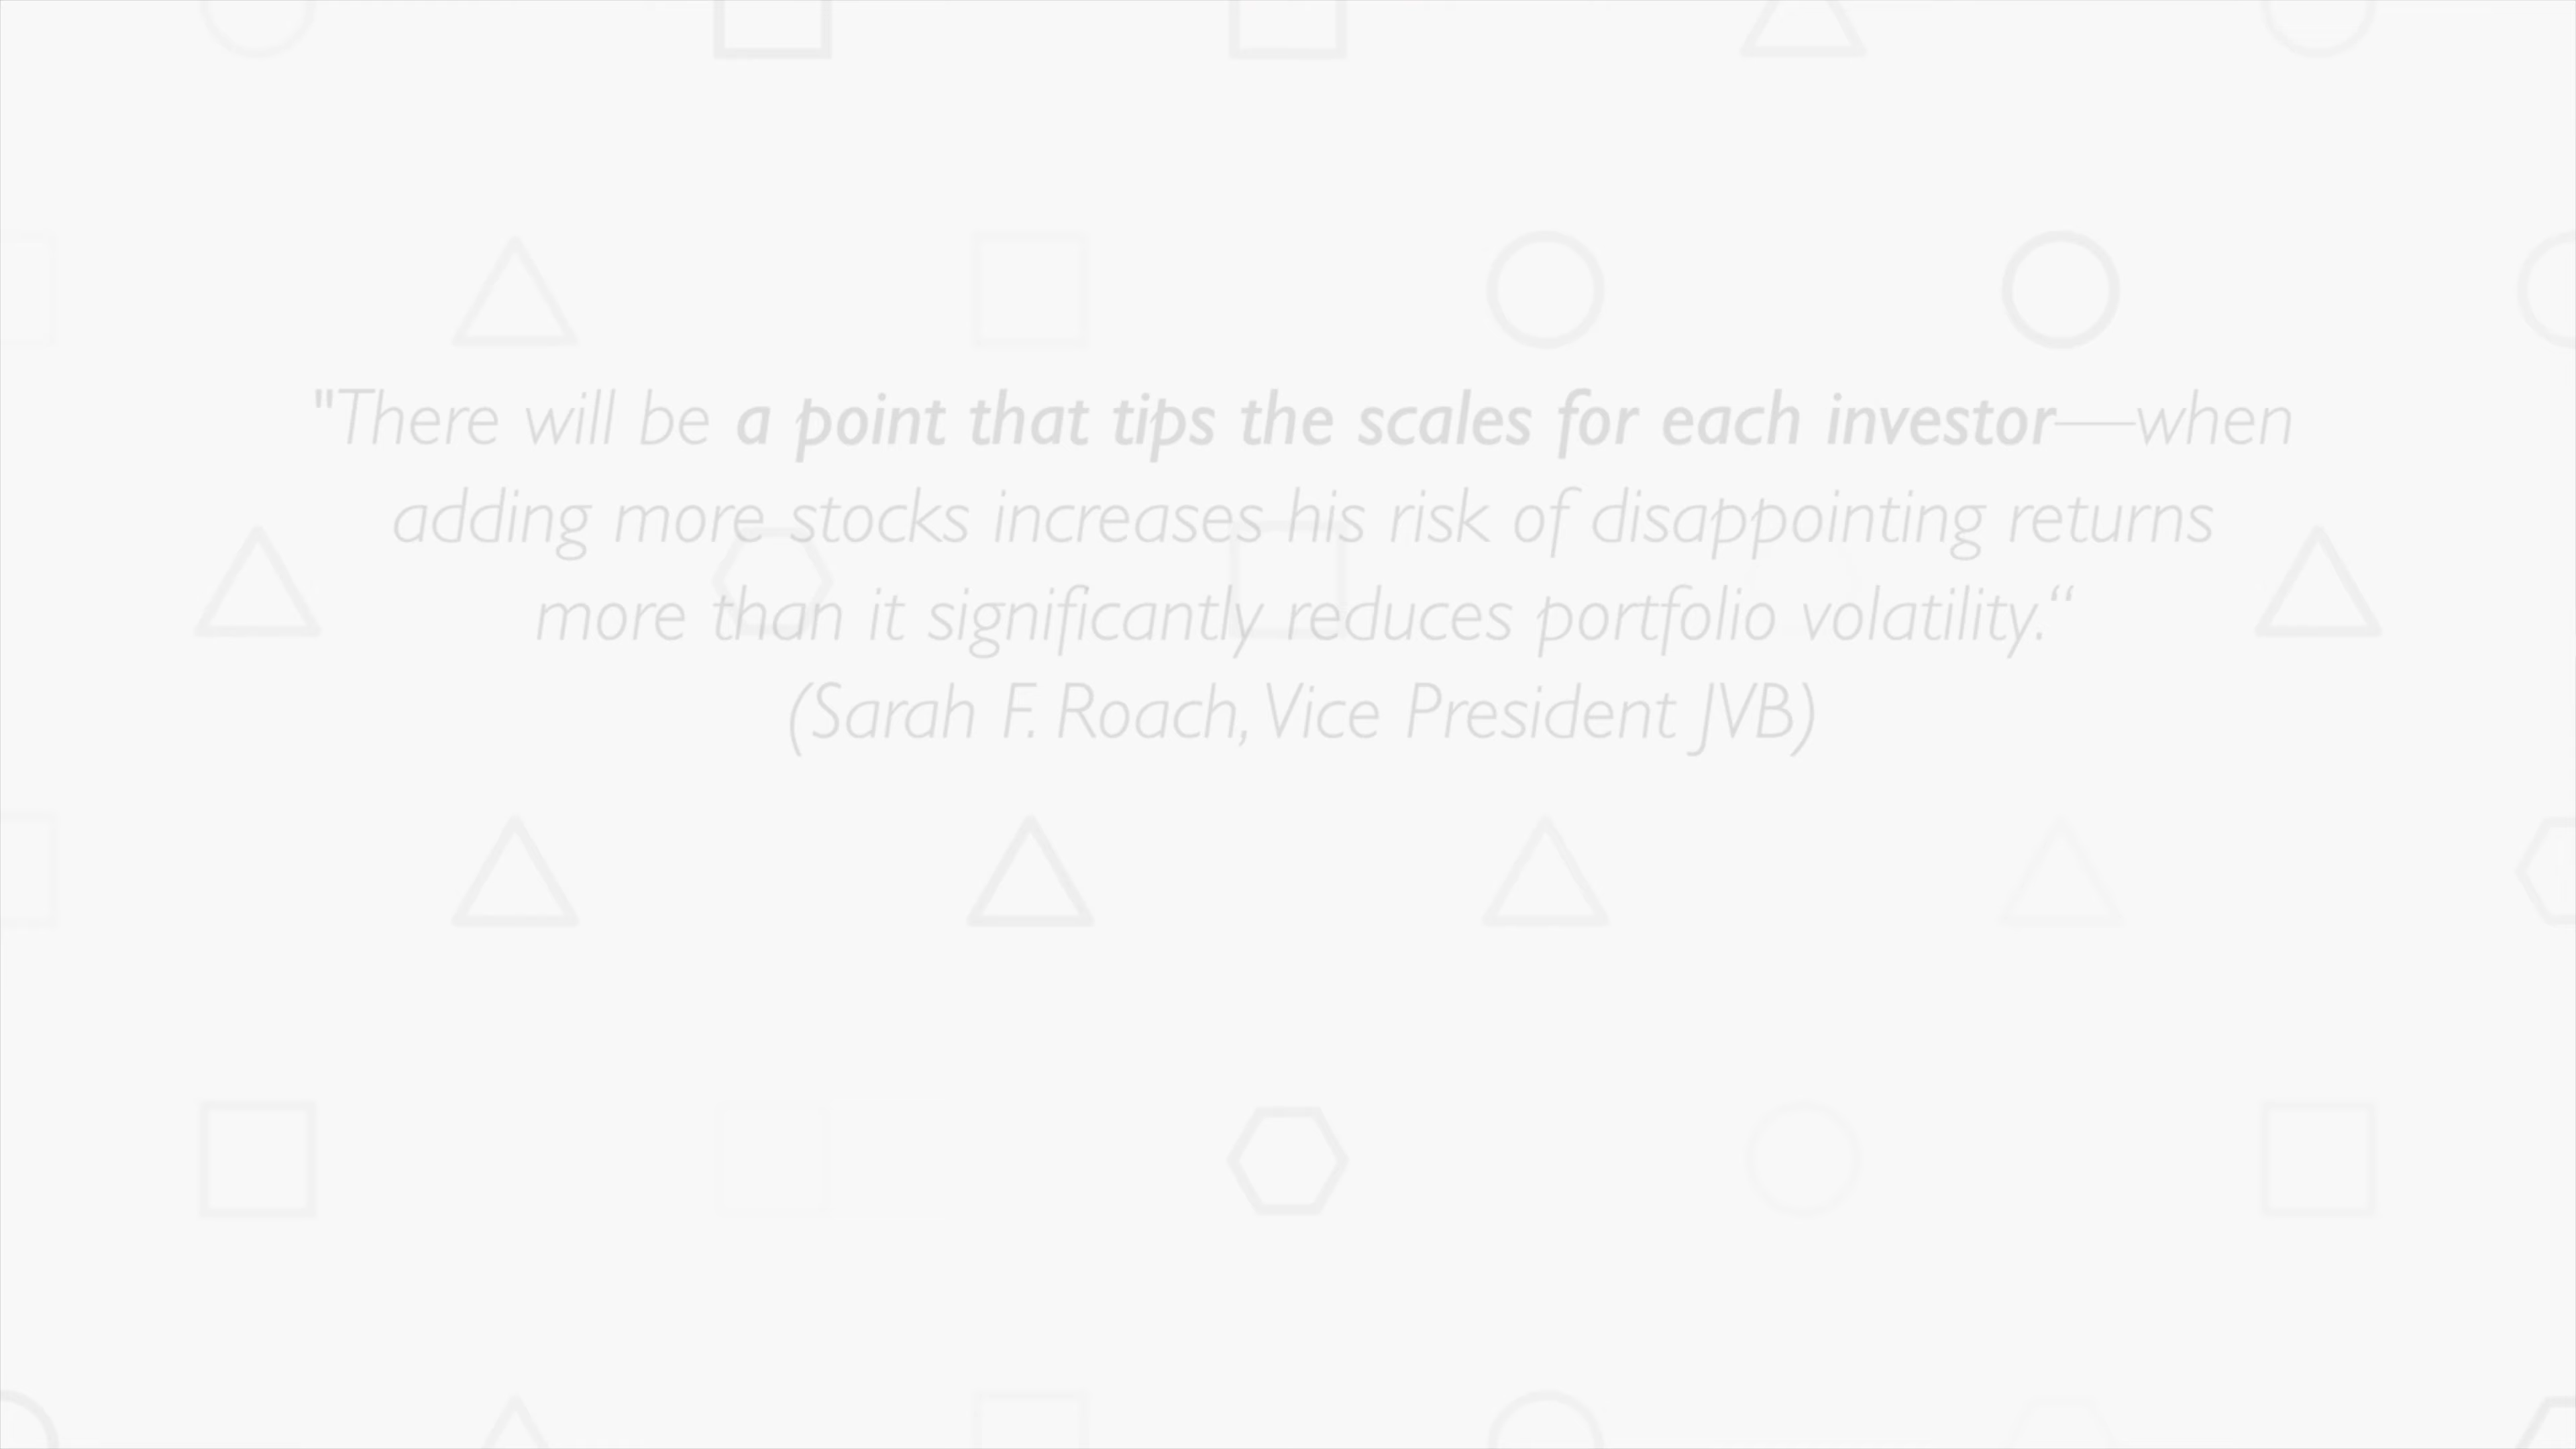 "There will be a point that tips the scales for each investor—when
adding more stocks increases his risk of disappointing returns
more than it significantly reduces portfolio volatility.“
(Sarah F. Roach, Vice President JVB)